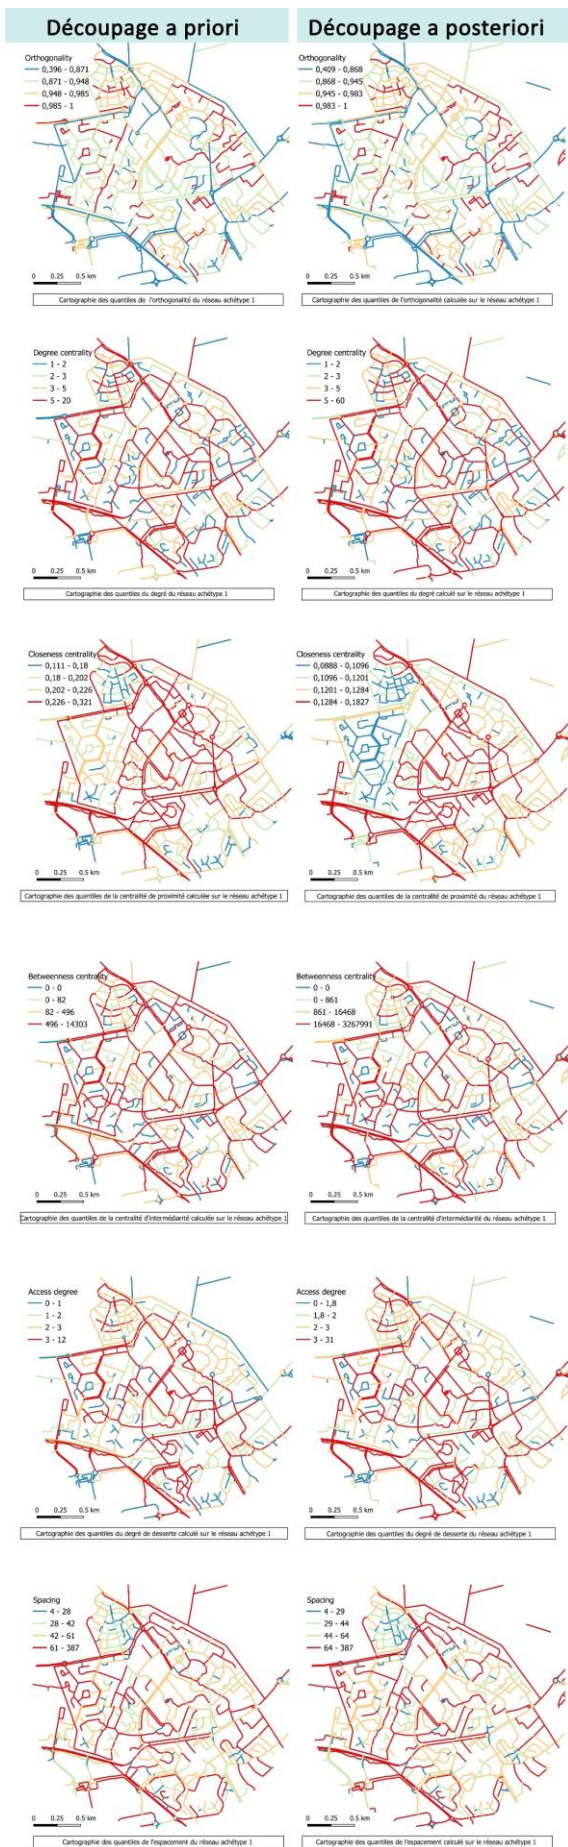 Découpage a priori
Découpage a posteriori
Orthogonality
0,396 - 0,871
0,871 - 0,948
0,948 - 0,985
0,985 - 1
0 0.25 0.5 km
Cartographie des quantiles de l'orthogonalité du réseau achétype 1
Orthogonality
0,409 - 0,868
0,868 - 0,945
0,945 - 0,983
0,983 - 1
0 0.25 0.5 km
Cartographie des quantiles de l'orthogonalité calculée sur le réseau achétype 1
Degree centrality
1 - 2
2 - 3
3 - 5
5 - 20
0 0.25 0.5 km
Cartographie des quantiles du degré du réseau achétype 1
Degree centrality
1 - 2
2 - 3
3 - 5
5 - 60
0 0.25 0.5 km
Cartographie des quantiles du degré calculé sur le réseau achétype 1
Closeness centrality
0,111 - 0,18
0,18 - 0,202
0,202 - 0,226
0,226 - 0,321
0 0.25 0.5 km
Cartographie des quantiles de la centralité de proximité calculée sur le réseau achétype 1
Closeness centrality
0,0888 - 0,1096
0,1096 - 0,1201
0,1201 - 0,1284
0,1284 - 0,1827
0 0.25 0.5 km
Cartographie des quantiles de la centralité de proximité du réseau achétype 1
Betweenness centrality
0 - 0
0 - 82
82 - 496
496 - 14303
0 0.25 0.5 km
Cartographie des quantiles de la centralité d'intermédiarité calculée sur le réseau achétype 1
Betweenness centrality
0 - 0
0 - 861
861 - 16468
16468 - 3267991
0 0.25 0.5 km
Cartographie des quantiles de la centralité d'intermédiarité du réseau achétype 1
Access degree
0 - 1
1 - 2
2 - 3
3 - 12
0 0.25 0.5 km
Cartographie des quantiles du degré de desserte calculé sur le réseau achétype 1
Access degree
0 - 1,8
1,8 - 2
2 - 3
3 - 31
0 0.25 0.5 km
Cartographie des quantiles du degré de desserte du réseau achétype 1
Spacing
4 - 28
28 - 42
42 - 61
61 - 387
0 0.25 0.5 km
Cartographie des quantiles de l'espacement du réseau achétype 1
Spacing
4 - 29
29 - 44
44 - 64
64 - 387
0 0.25 0.5 km
Cartographie des quantiles de l'espacement calculé sur le réseau achétype 1